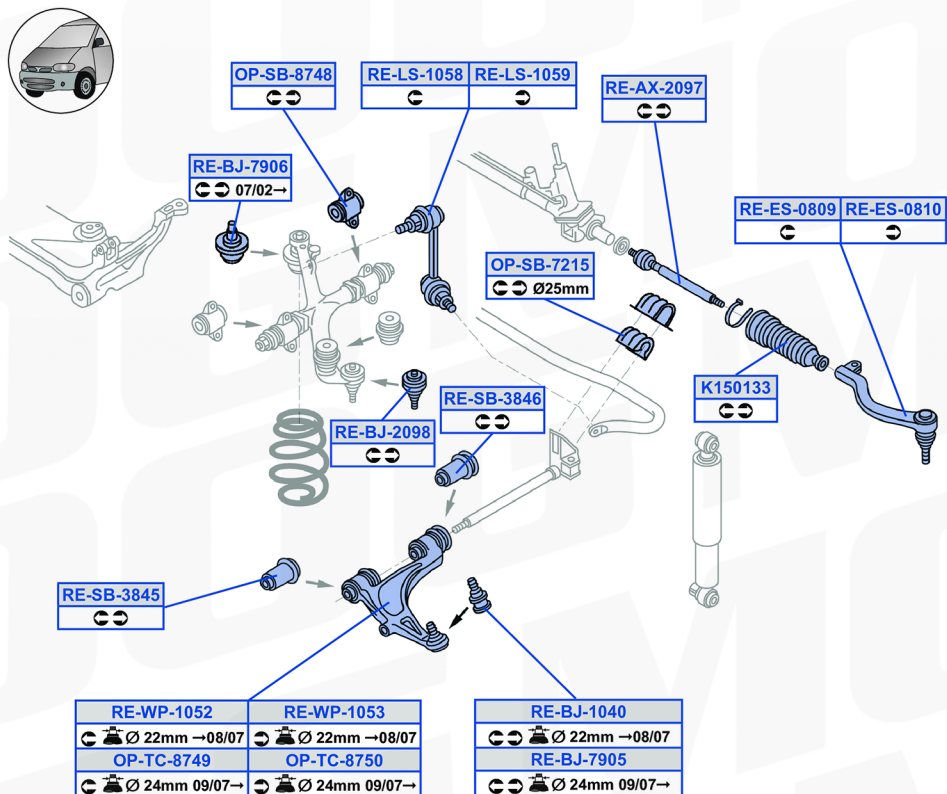 OP-SB-8748
RE-LS-1058 RE-LS-1059
RE-AX-2097
RE-BJ-7906
07/02→
RE-ES-0809 RE-ES-0810
OP-SB-7215
Ø25mm
K150133
RE-SB-3846
RE-BJ-2098
RE-SB-3845
RE-WP-1052 RE-WP-1053
Ø 22mm →08/07 Ø 22mm →08/07
OP-TC-8749 OP-TC-8750
Ø 24mm 09/07→ Ø 24mm 09/07→
RE-BJ-1040
Ø 22mm →08/07
RE-BJ-7905
Ø 24mm 09/07→